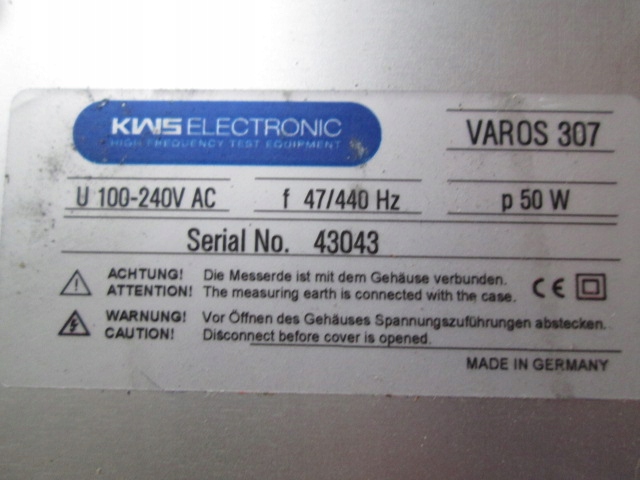 KWS ELECTRONIC
HIGH FREQUENCY TEST EQUIPMENT
VAROS 307
U 100-240V AC
f 47/440 Hz
p 50 W
Serial No. 43043
ACHTUNG! Die Messerde ist mit dem Gehäuse verbunden.
ATTENTION! The measuring earth is connected with the case.
CE
WARNUNG! Vor Öffnen des Gehäuses Spannungszuführungen abstecken.
CAUTION! Disconnect before cover is opened.
MADE IN GERMANY